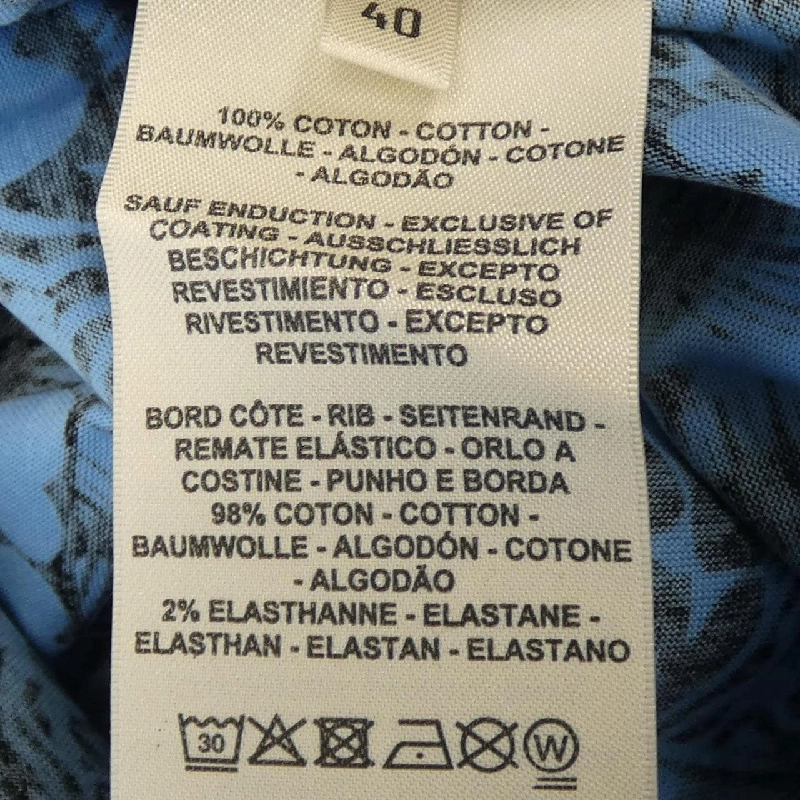 40
100% COTON - COTTON -
BAUMWOLLE - ALGODÓN - COTONE
- ALGODÃO
SAUF ENDUCTION - EXCLUSIVE OF
COATING - AUSSCHLIESSLICH
BESCHICHTUNG - EXCEPTO
REVESTIMIENTO - ESCLUSO
RIVESTIMENTO - EXCEPTO
REVESTIMENTO
BORD CÔTE - RIB - SEITENRAND -
REMATE ELÁSTICO - ORLO A
COSTINE - PUNHO E BORDA
98% COTON - COTTON -
BAUMWOLLE - ALGODÓN - COTONE
- ALGODÃO
2% ELASTHANNE - ELASTANE -
ELASTHAN - ELASTAN - ELASTANO
30 W